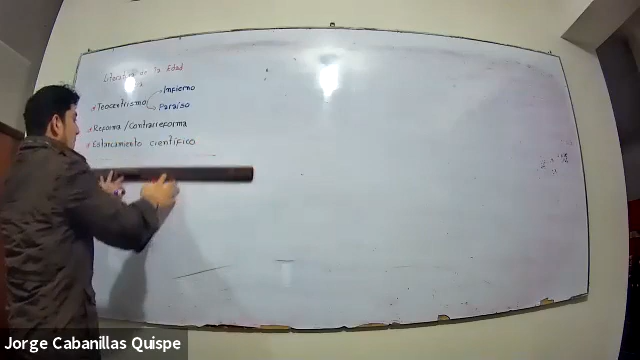 Literatura en la Edad
* Teocentrismo
Infierno
Paraíso
* Reforma / Contrarreforma
* Estancamiento científico
Jorge Cabanillas Quispe